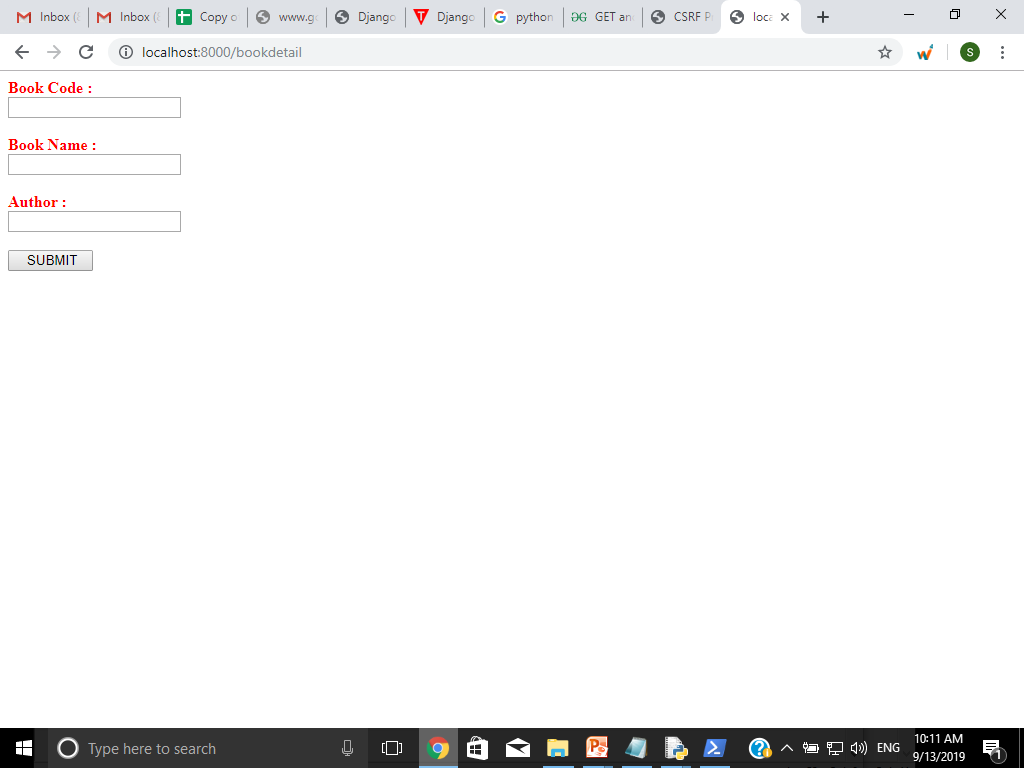 Inbox (
Inbox (
Copy o
www.g
Django
Django
G python
GET an
CSRF P
loca
localhost:8000/bookdetail
S
Book Code :
Book Name :
Author :
SUBMIT
Type here to search
ENG
10:11 AM
9/13/2019
1